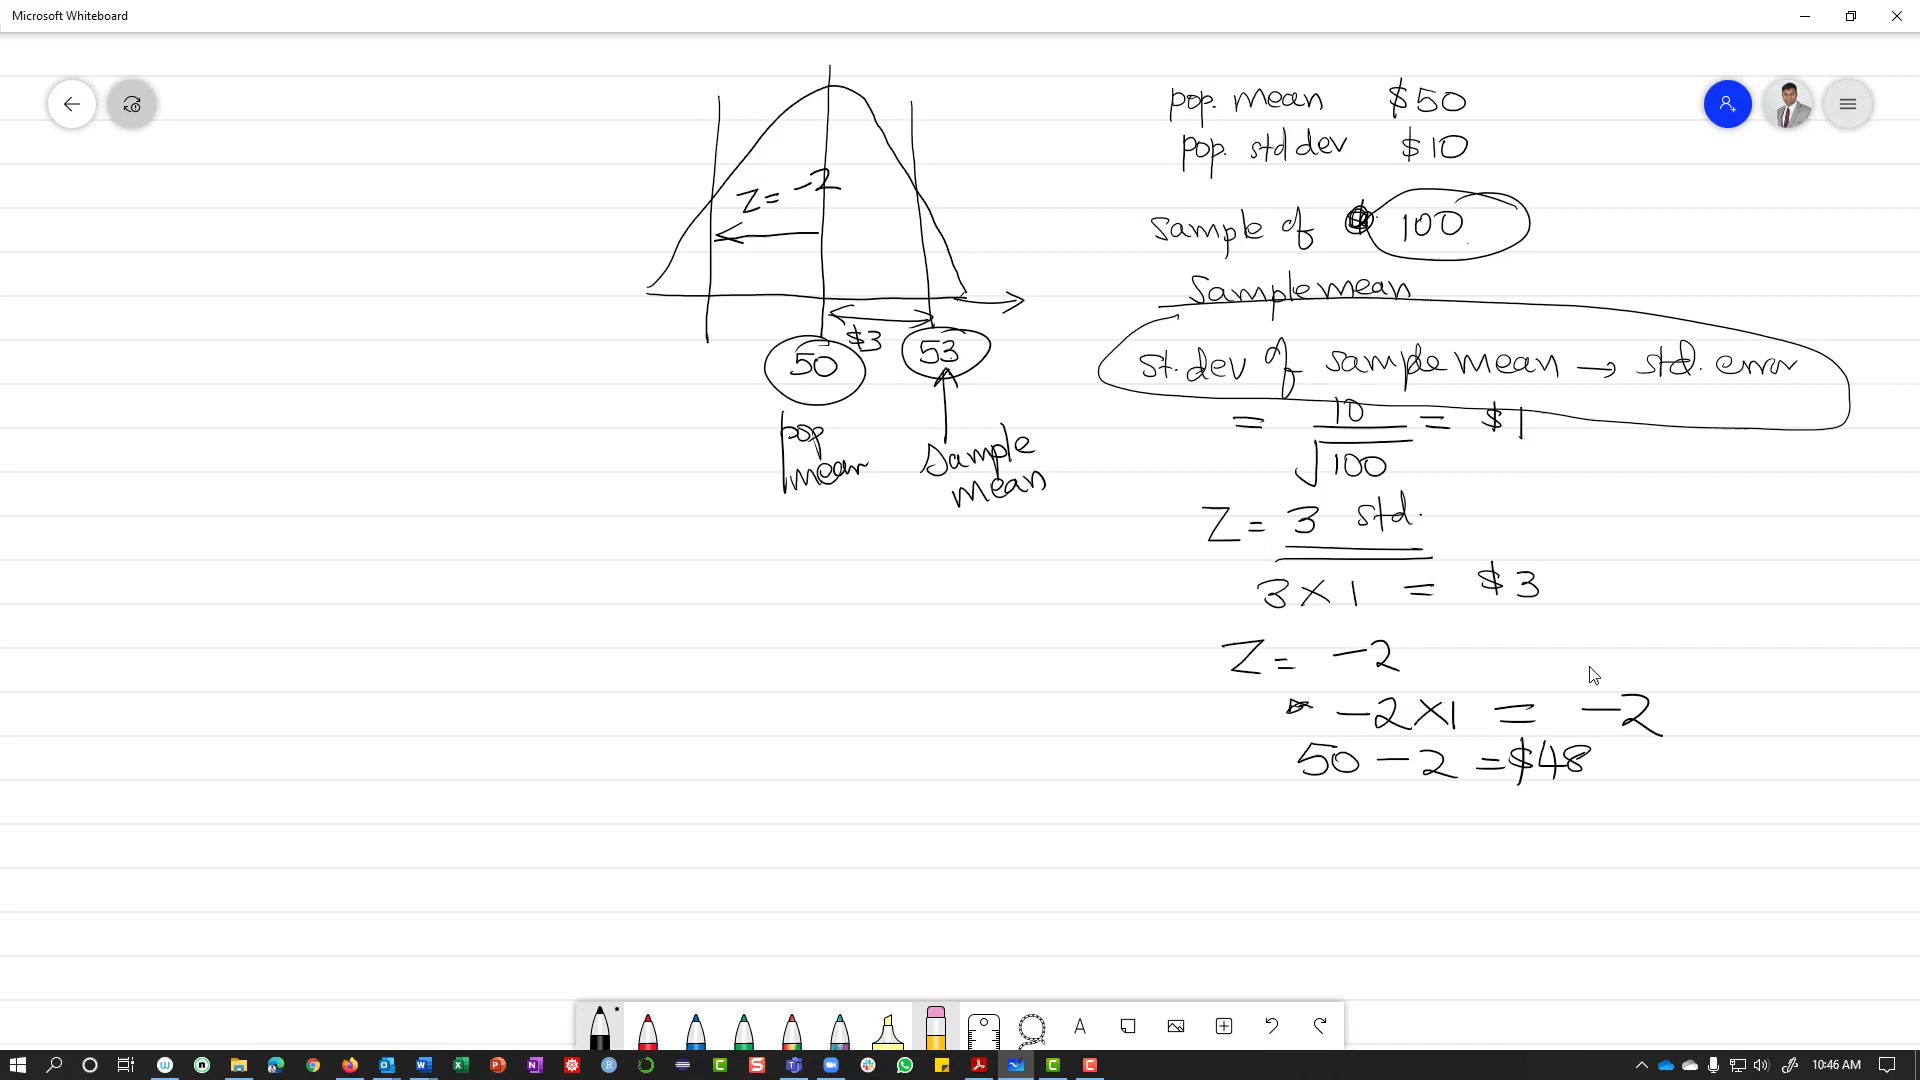 Microsoft Whiteboard
Z = -2
50
$3
53
pop
mean
sample
mean
pop. mean $50
pop. std dev $10
sample of 100
Sample mean
st. dev of sample mean → std. error
= 10 / √100 = $1
Z = 3 std.
3 × 1 = $3
Z = -2
-2 × 1 = -2
50 - 2 = $48
10:46 AM